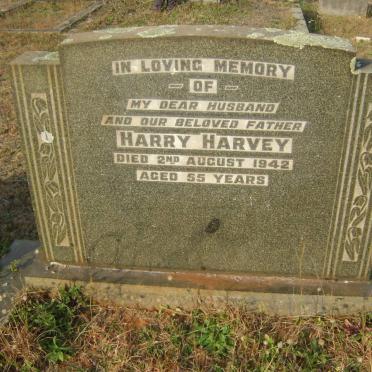 IN LOVING MEMORY
— OF —
MY DEAR HUSBAND
AND OUR BELOVED FATHER
HARRY HARVEY
DIED 2ND AUGUST 1942
AGED 55 YEARS